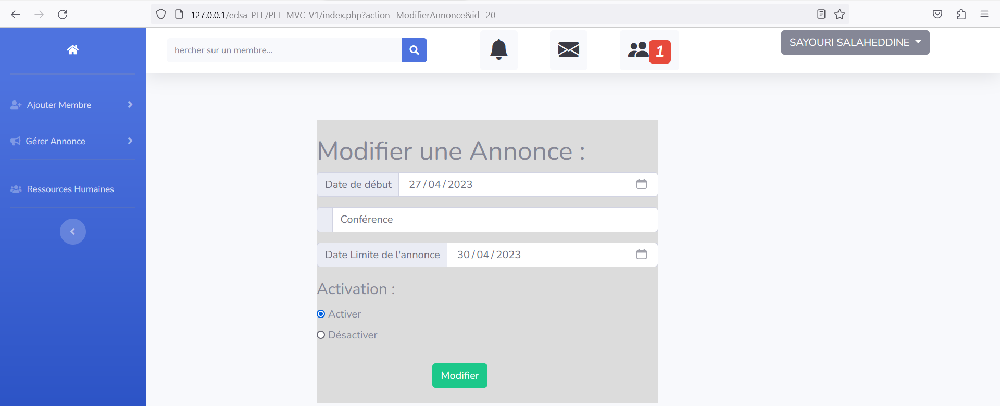 127.0.0.1/edsa-PFE/PFE_MVC-V1/index.php?action=ModifierAnnonce&id=20
hercher sur un membre...
1
SAYOURI SALAHEDDINE
Ajouter Membre
Gérer Annonce
Ressources Humaines
Modifier une Annonce :
Date de début 27/04/2023
Conférence
Date Limite de l'annonce 30/04/2023
Activation :
Activer
Désactiver
Modifier